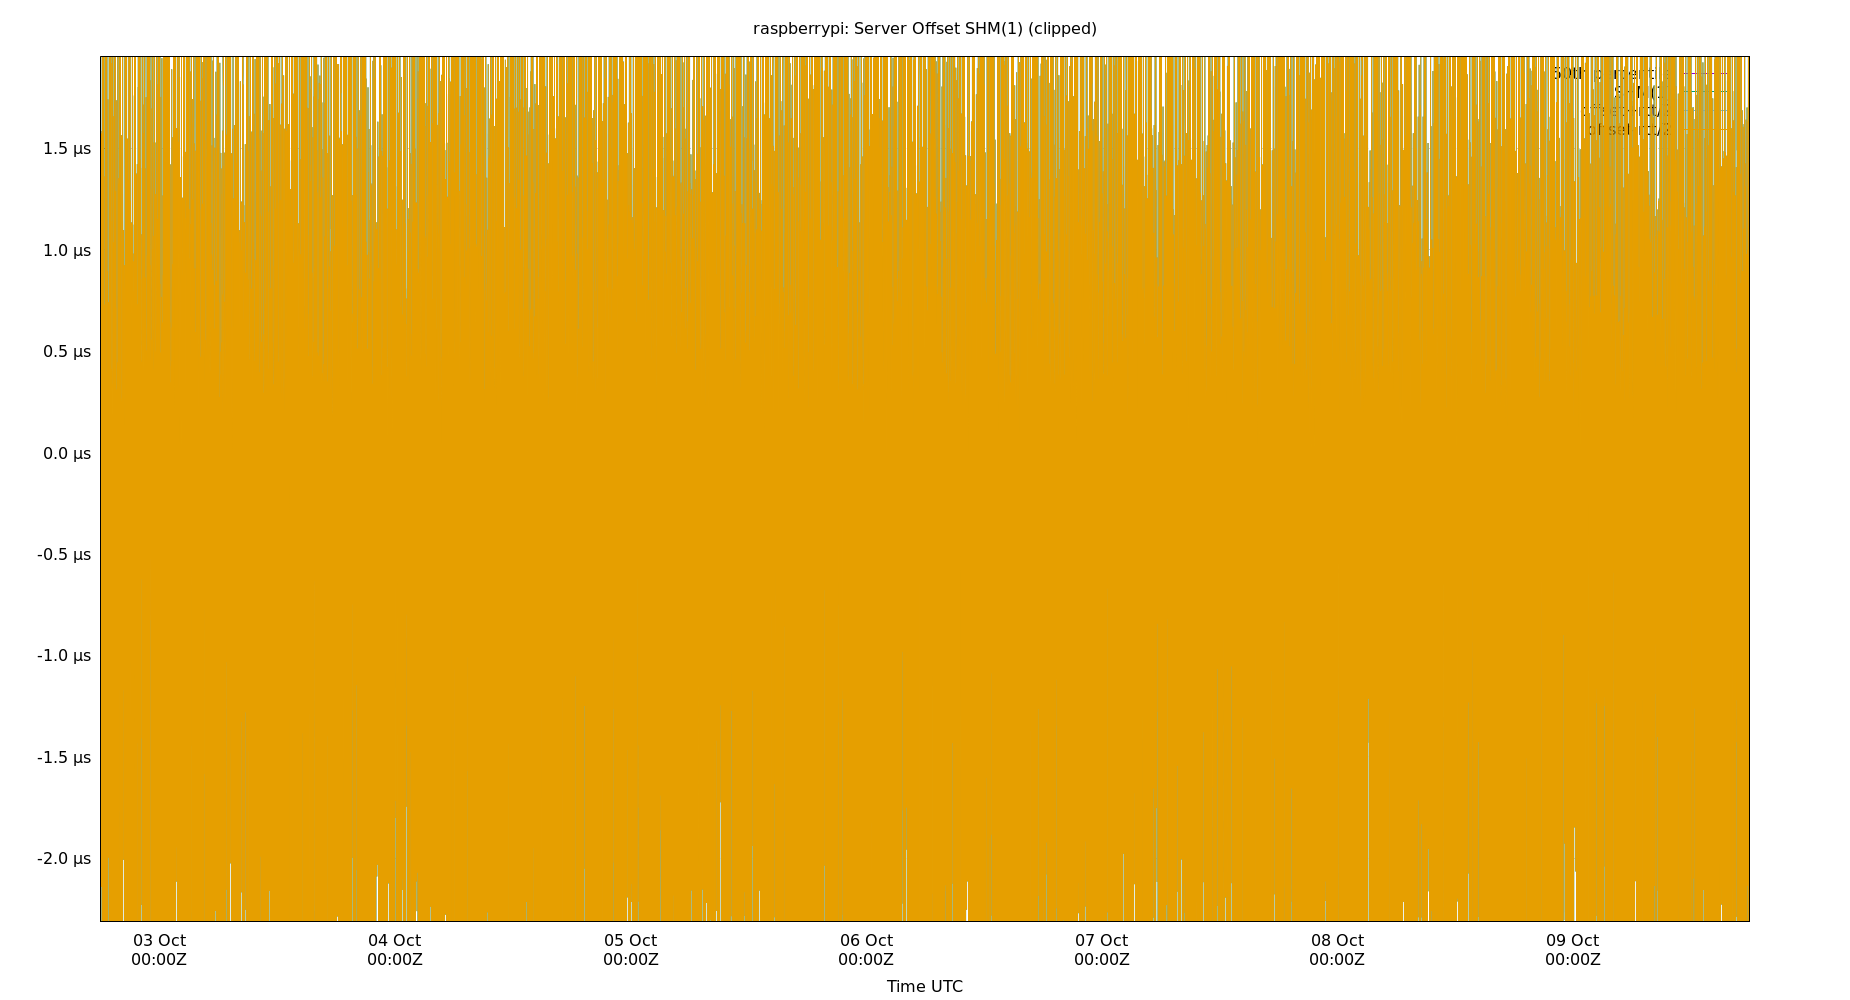 raspberrypi: Server Offset SHM(1) (clipped)
1.5 µs
1.0 µs
0.5 µs
0.0 µs
-0.5 µs
-1.0 µs
-1.5 µs
-2.0 µs
03 Oct 04 Oct 05 Oct 06 Oct 07 Oct 08 Oct 09 Oct
00:00Z 00:00Z 00:00Z 00:00Z 00:00Z 00:00Z 00:00Z
Time UTC